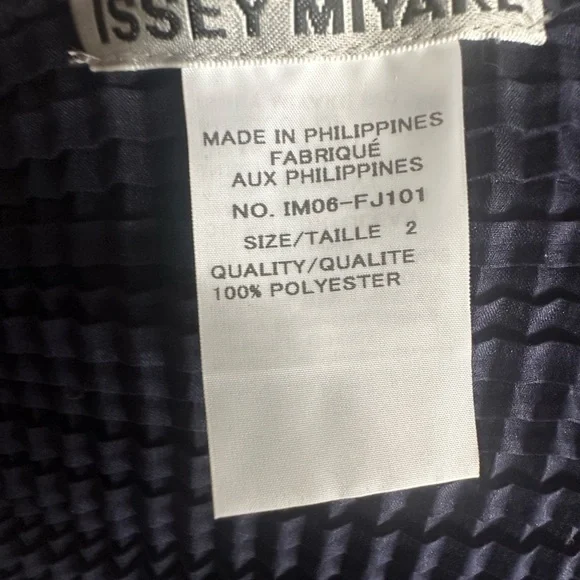 ISSEY MIYAKE
MADE IN PHILIPPINES
FABRIQUÉ
AUX PHILIPPINES
NO. IM06-FJ101
SIZE/TAILLE 2
QUALITY/QUALITE
100% POLYESTER